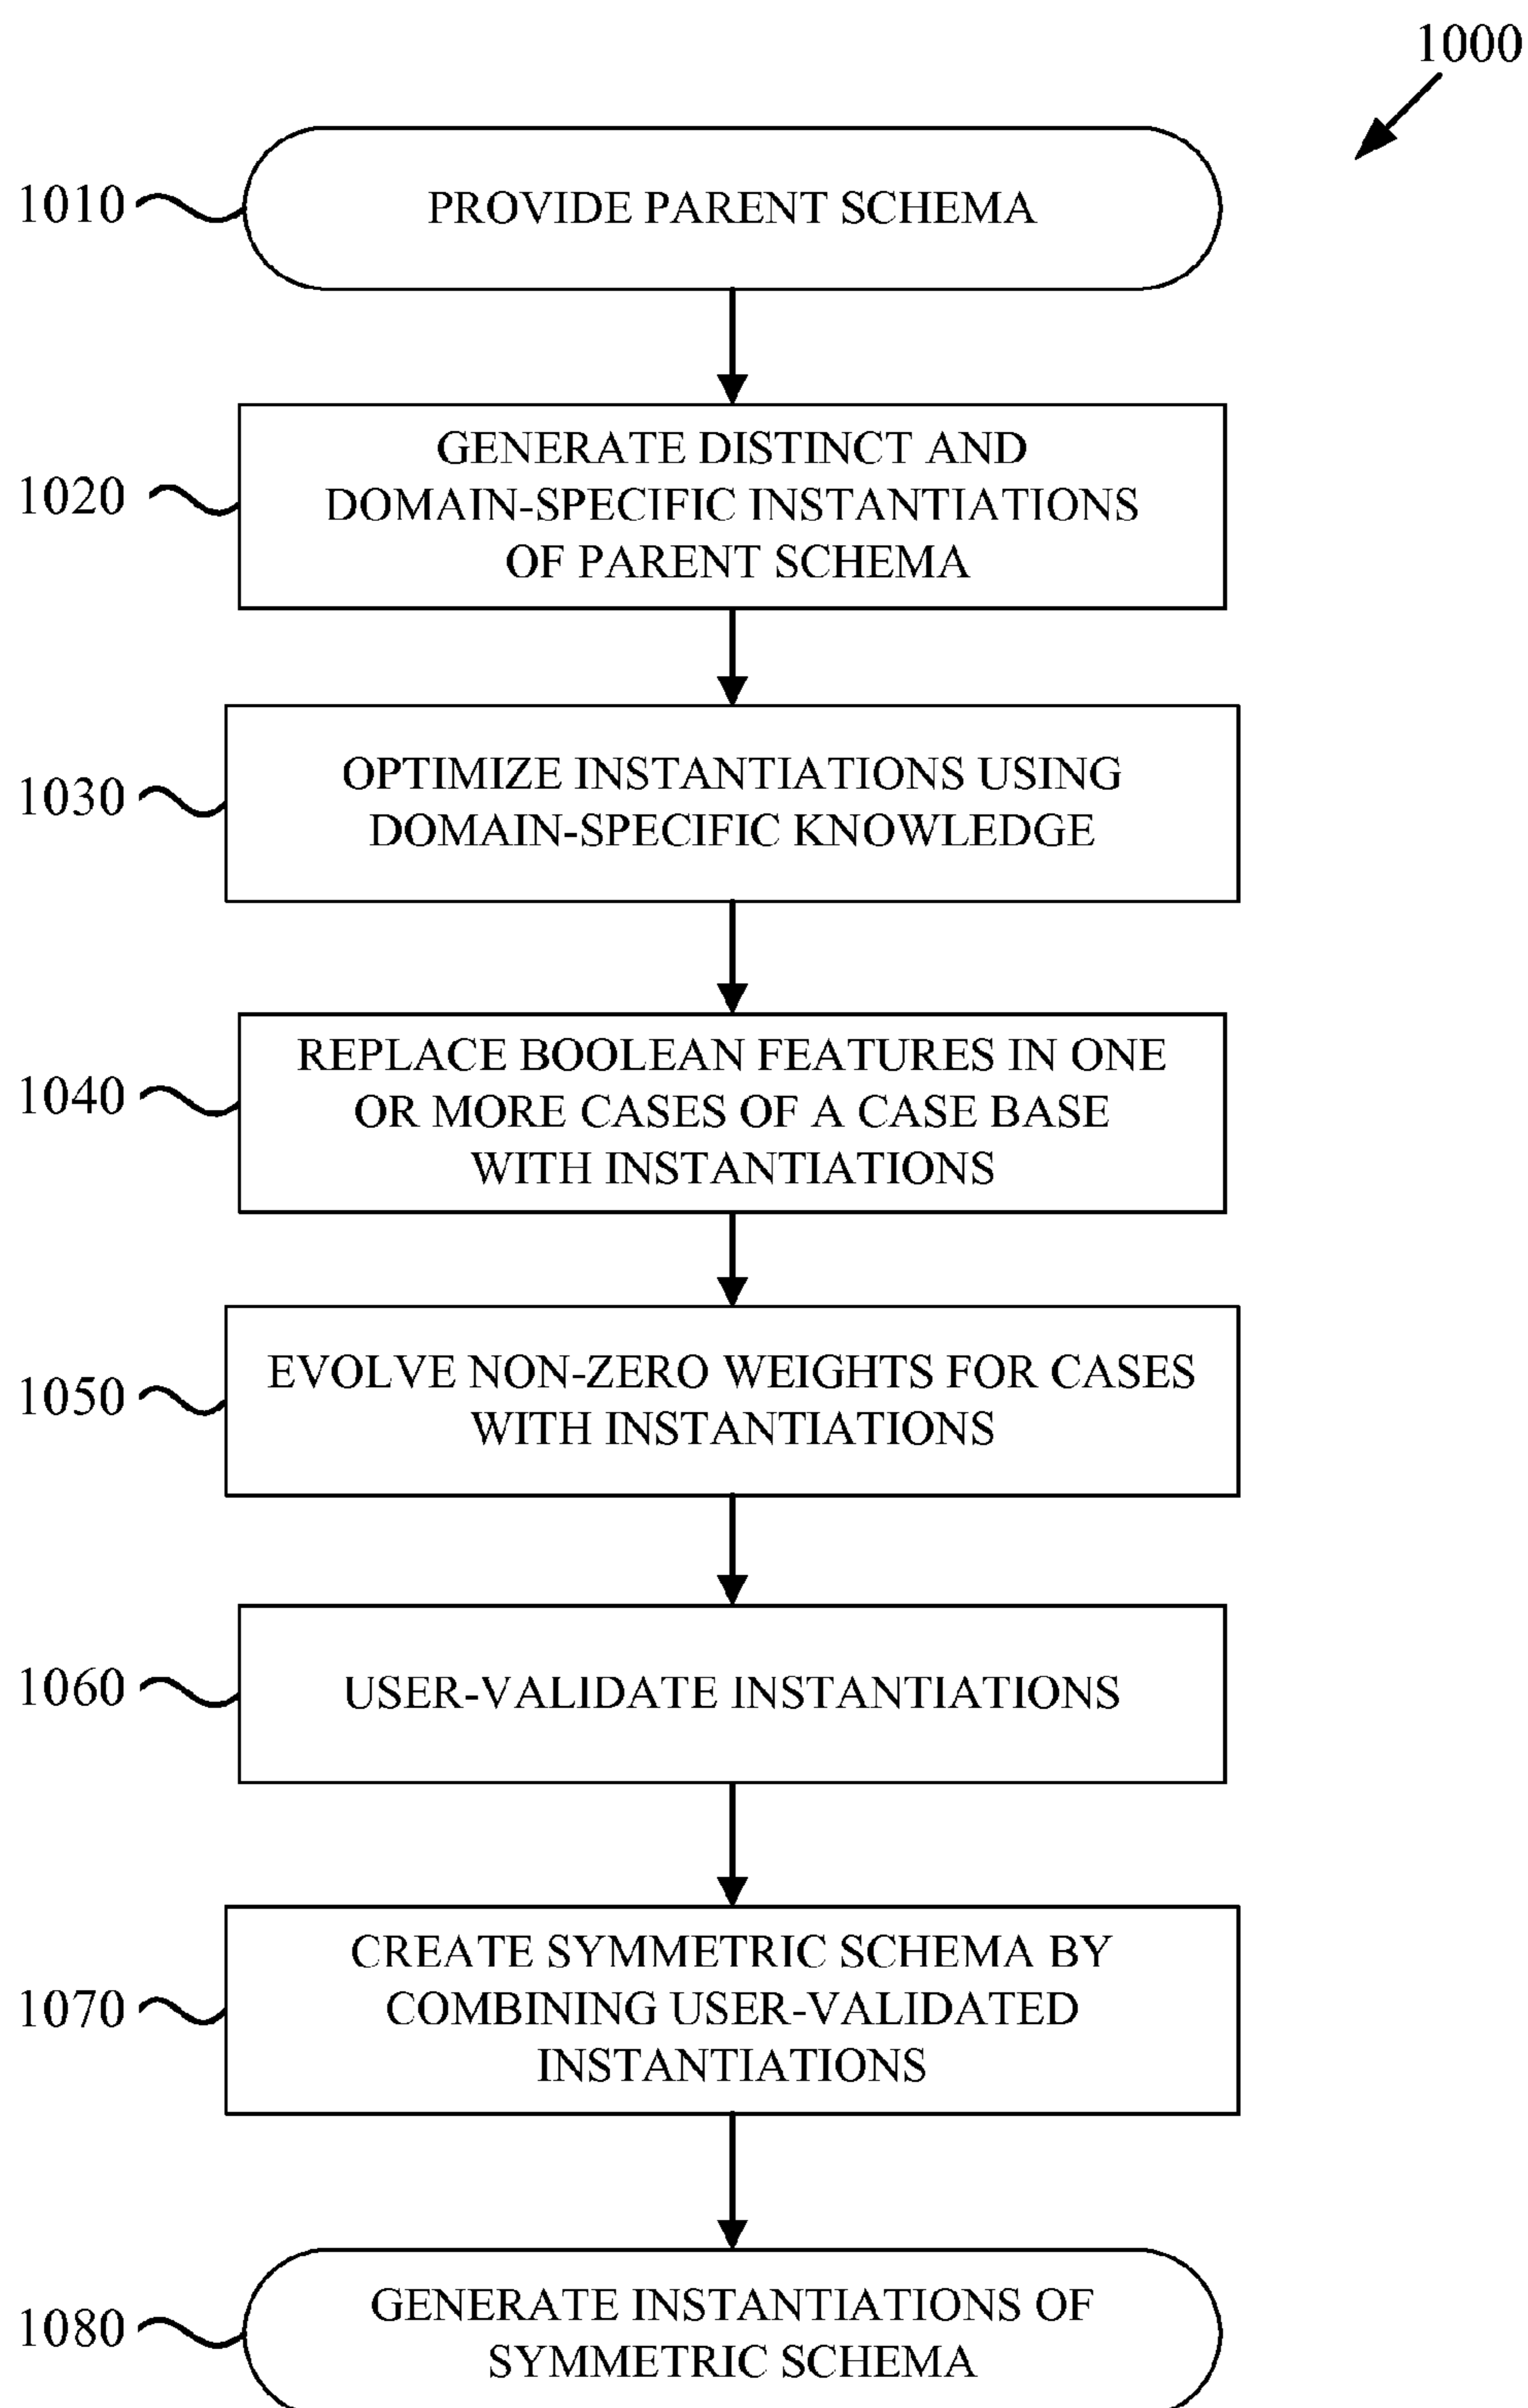 1000
1010
PROVIDE PARENT SCHEMA
1020
GENERATE DISTINCT AND
DOMAIN-SPECIFIC INSTANTIATIONS
OF PARENT SCHEMA
1030
OPTIMIZE INSTANTIATIONS USING
DOMAIN-SPECIFIC KNOWLEDGE
1040
REPLACE BOOLEAN FEATURES IN ONE
OR MORE CASES OF A CASE BASE
WITH INSTANTIATIONS
1050
EVOLVE NON-ZERO WEIGHTS FOR CASES
WITH INSTANTIATIONS
1060
USER-VALIDATE INSTANTIATIONS
1070
CREATE SYMMETRIC SCHEMA BY
COMBINING USER-VALIDATED
INSTANTIATIONS
1080
GENERATE INSTANTIATIONS OF
SYMMETRIC SCHEMA